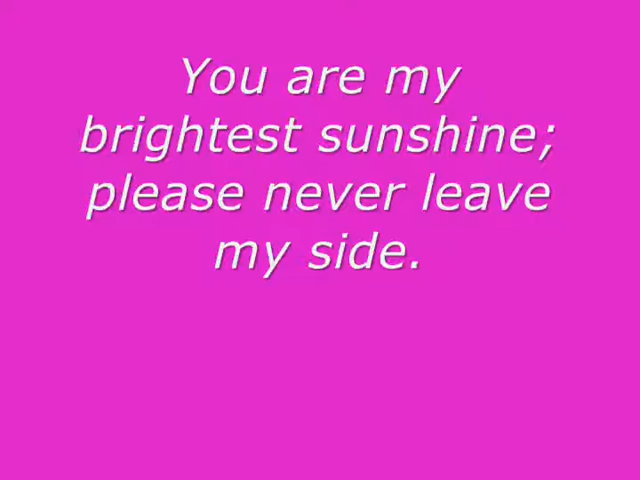 You are my
brightest sunshine;
please never leave
my side.